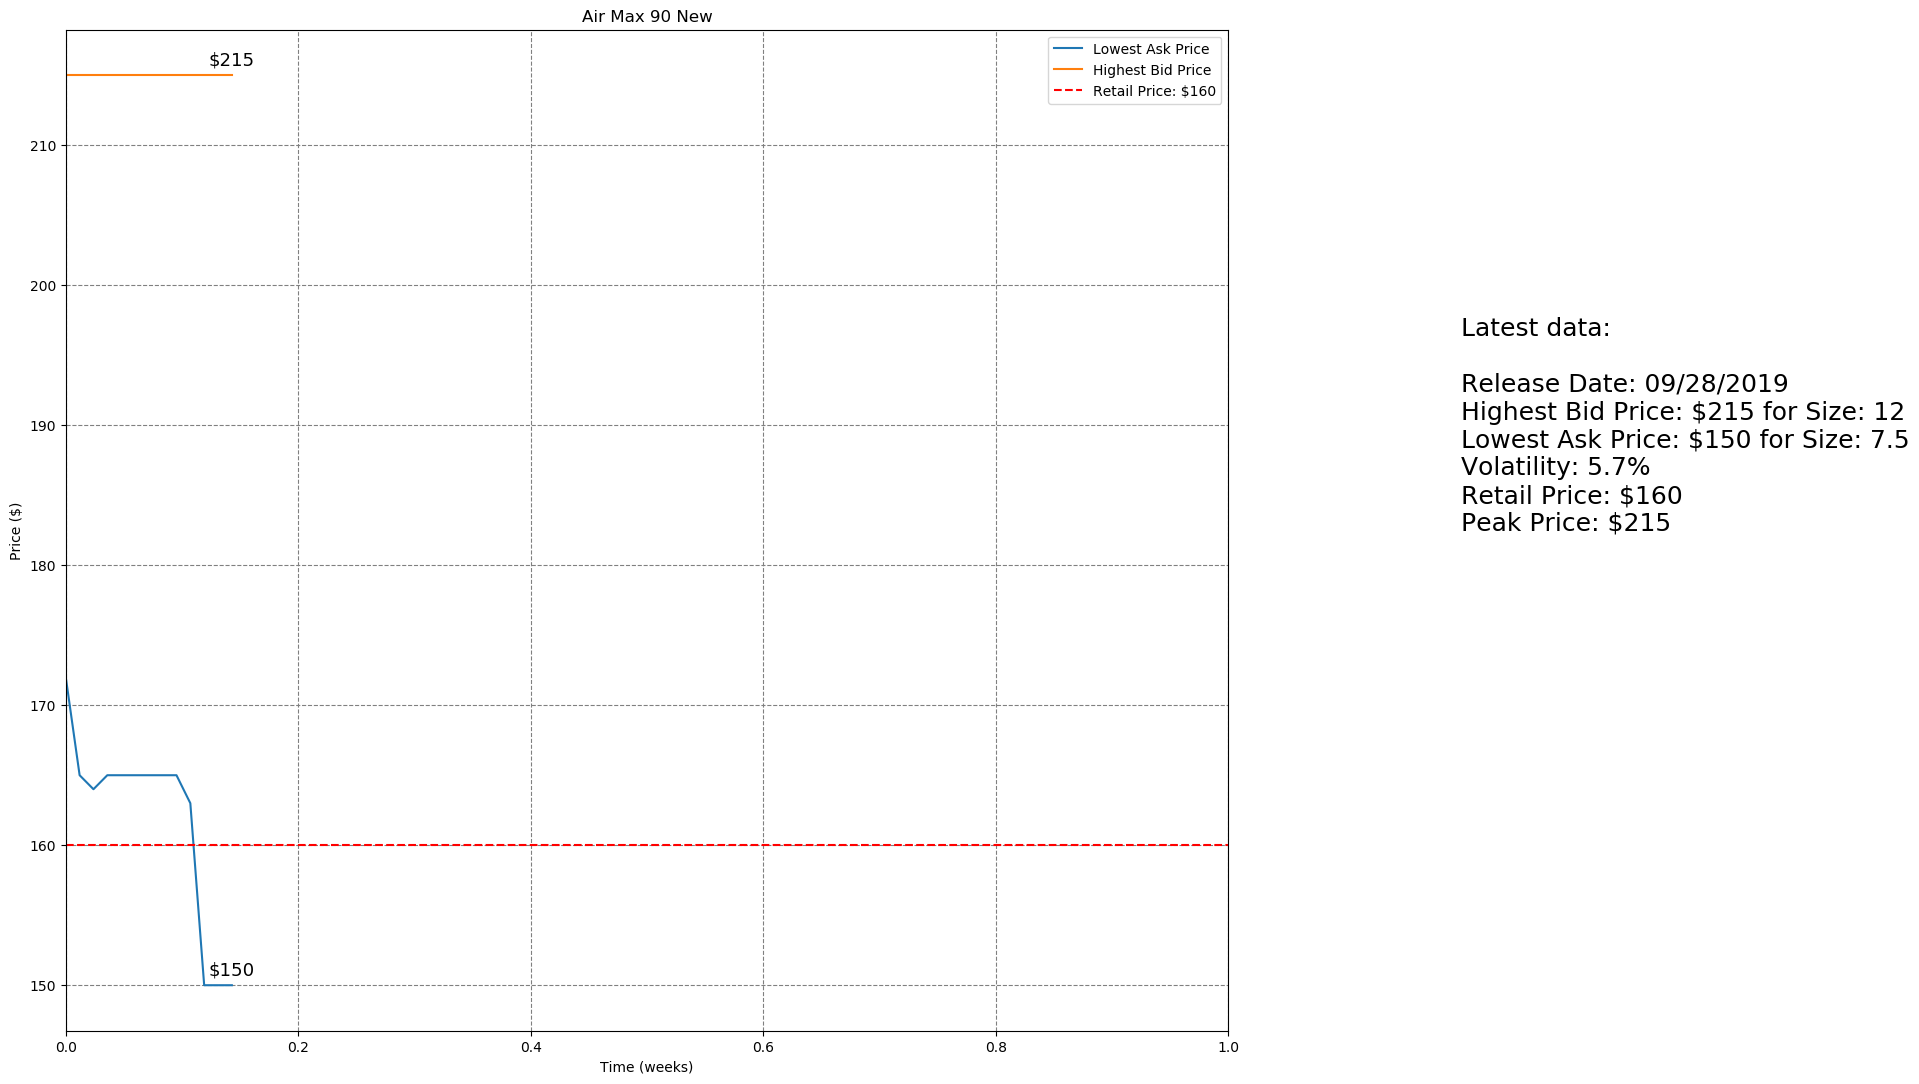 Air Max 90 New
$215
Lowest Ask Price
Highest Bid Price
Retail Price: $160
210
200
190
180
170
160
150
Price ($)
$150
0.0 0.2 0.4 0.6 0.8 1.0
Time (weeks)
Latest data:
Release Date: 09/28/2019
Highest Bid Price: $215 for Size: 12
Lowest Ask Price: $150 for Size: 7.5
Volatility: 5.7%
Retail Price: $160
Peak Price: $215